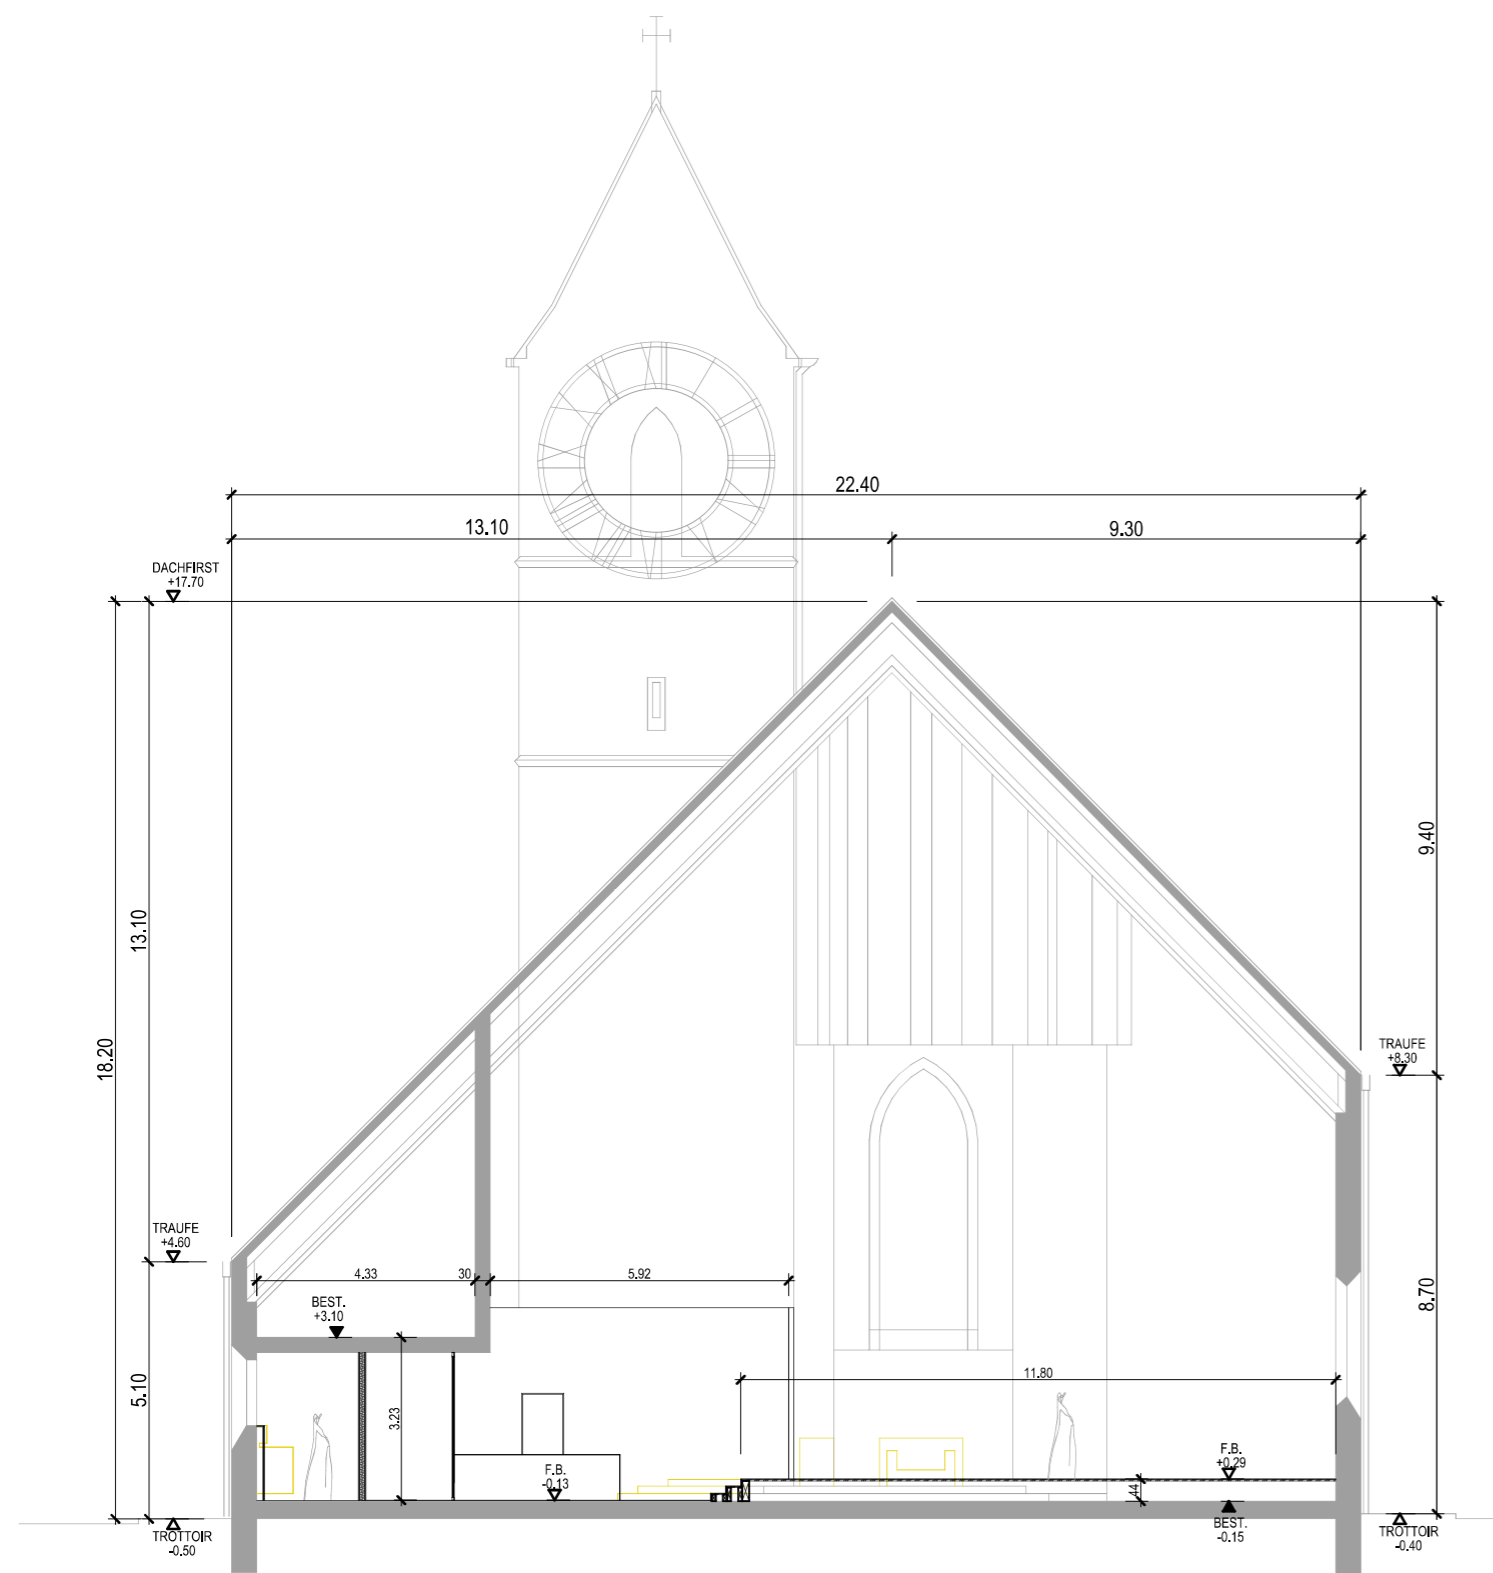 22.40
13.10
9.30
DACHFIRST
+17.70
9.40
13.10
18.20
TRAUFE
+8.30
TRAUFE
+4.60
4.33
30
5.92
BEST.
+3.10
8.70
11.80
5.10
3.23
F.B.
-0.13
F.B.
+0.29
44
BEST.
-0.15
TROTTOIR
-0.50
TROTTOIR
-0.40